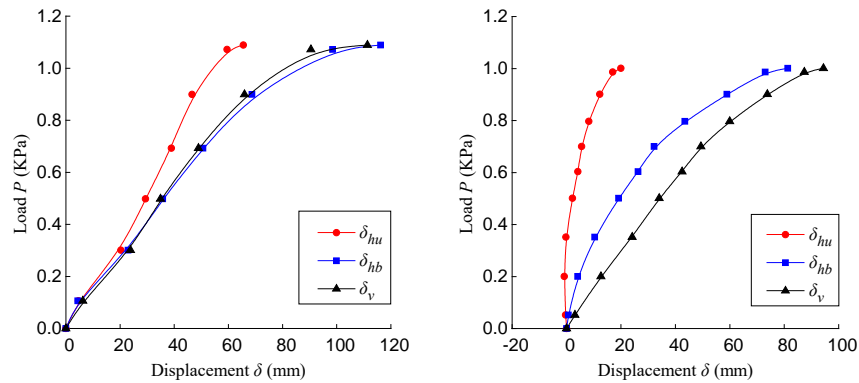 1.2
1.0
0.8
0.6
0.4
0.2
0.0
Load P (KPa)
δhu
δhb
δv
0 20 40 60 80 100 120
Displacement δ (mm)
1.2
1.0
0.8
0.6
0.4
0.2
0.0
Load P (KPa)
δhu
δhb
δv
-20 0 20 40 60 80 100
Displacement δ (mm)